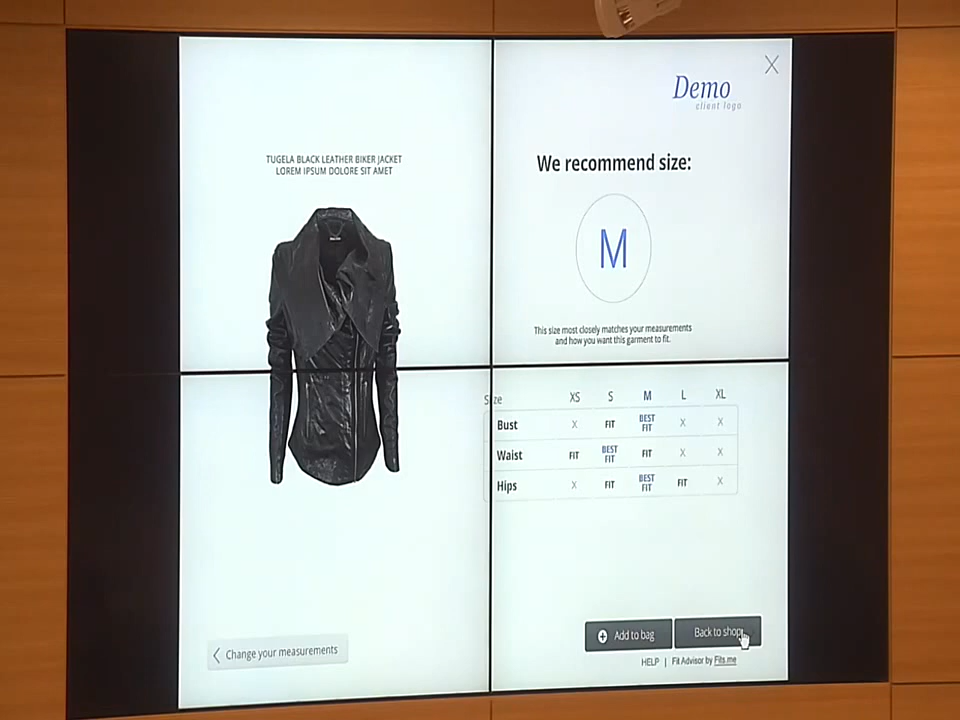 TUGELA BLACK LEATHER BIKER JACKET
LOREM IPSUM DOLORE SIT AMET
Demo
client logo
We recommend size:
M
This size most closely matches your measurements
and how you want this garment to fit.
Size XS S M L XL
Bust X FIT BEST FIT X X
Waist FIT BEST FIT FIT X X
Hips X FIT BEST FIT FIT X
Change your measurements
Add to bag
Back to shop
HELP | Fit Advisor by Fits.me